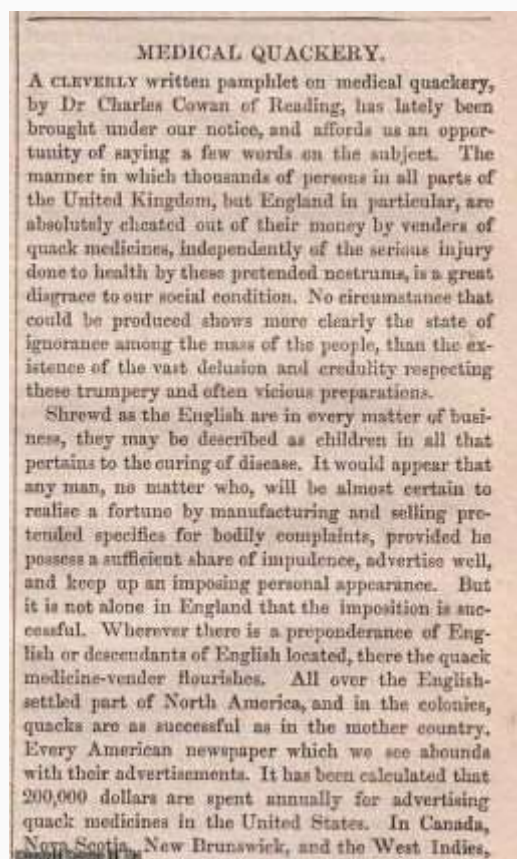 MEDICAL QUACKERY.
A CLEVERLY written pamphlet on medical quackery,
by Dr Charles Cowan of Reading, has lately been
brought under our notice, and affords us an oppor-
tunity of saying a few words on the subject. The
manner in which thousands of persons in all parts of
the United Kingdom, but England in particular, are
absolutely cheated out of their money by venders of
quack medicines, independently of the serious injury
done to health by these pretended nostrums, is a great
disgrace to our social condition. No circumstance that
could be produced shows more clearly the state of
ignorance among the mass of the people, than the ex-
istence of the vast delusion and credulity respecting
these trumpery and often vicious preparations.
Shrewd as the English are in every matter of busi-
ness, they may be described as children in all that
pertains to the curing of disease. It would appear that
any man, no matter who, will be almost certain to
realise a fortune by manufacturing and selling pre-
tended specifics for bodily complaints, provided he
possess a sufficient share of impudence, advertise well,
and keep up an imposing personal appearance. But
it is not alone in England that the imposition is suc-
cessful. Wherever there is a preponderance of Eng-
lish or descendants of English located, there the quack
medicine-vender flourishes. All over the English-
settled part of North America, and in the colonies,
quacks are as successful as in the mother country.
Every American newspaper which we see abounds
with their advertisements. It has been calculated that
200,000 dollars are spent annually for advertising
quack medicines in the United States. In Canada,
Nova Scotia, New Brunswick, and the West Indies,